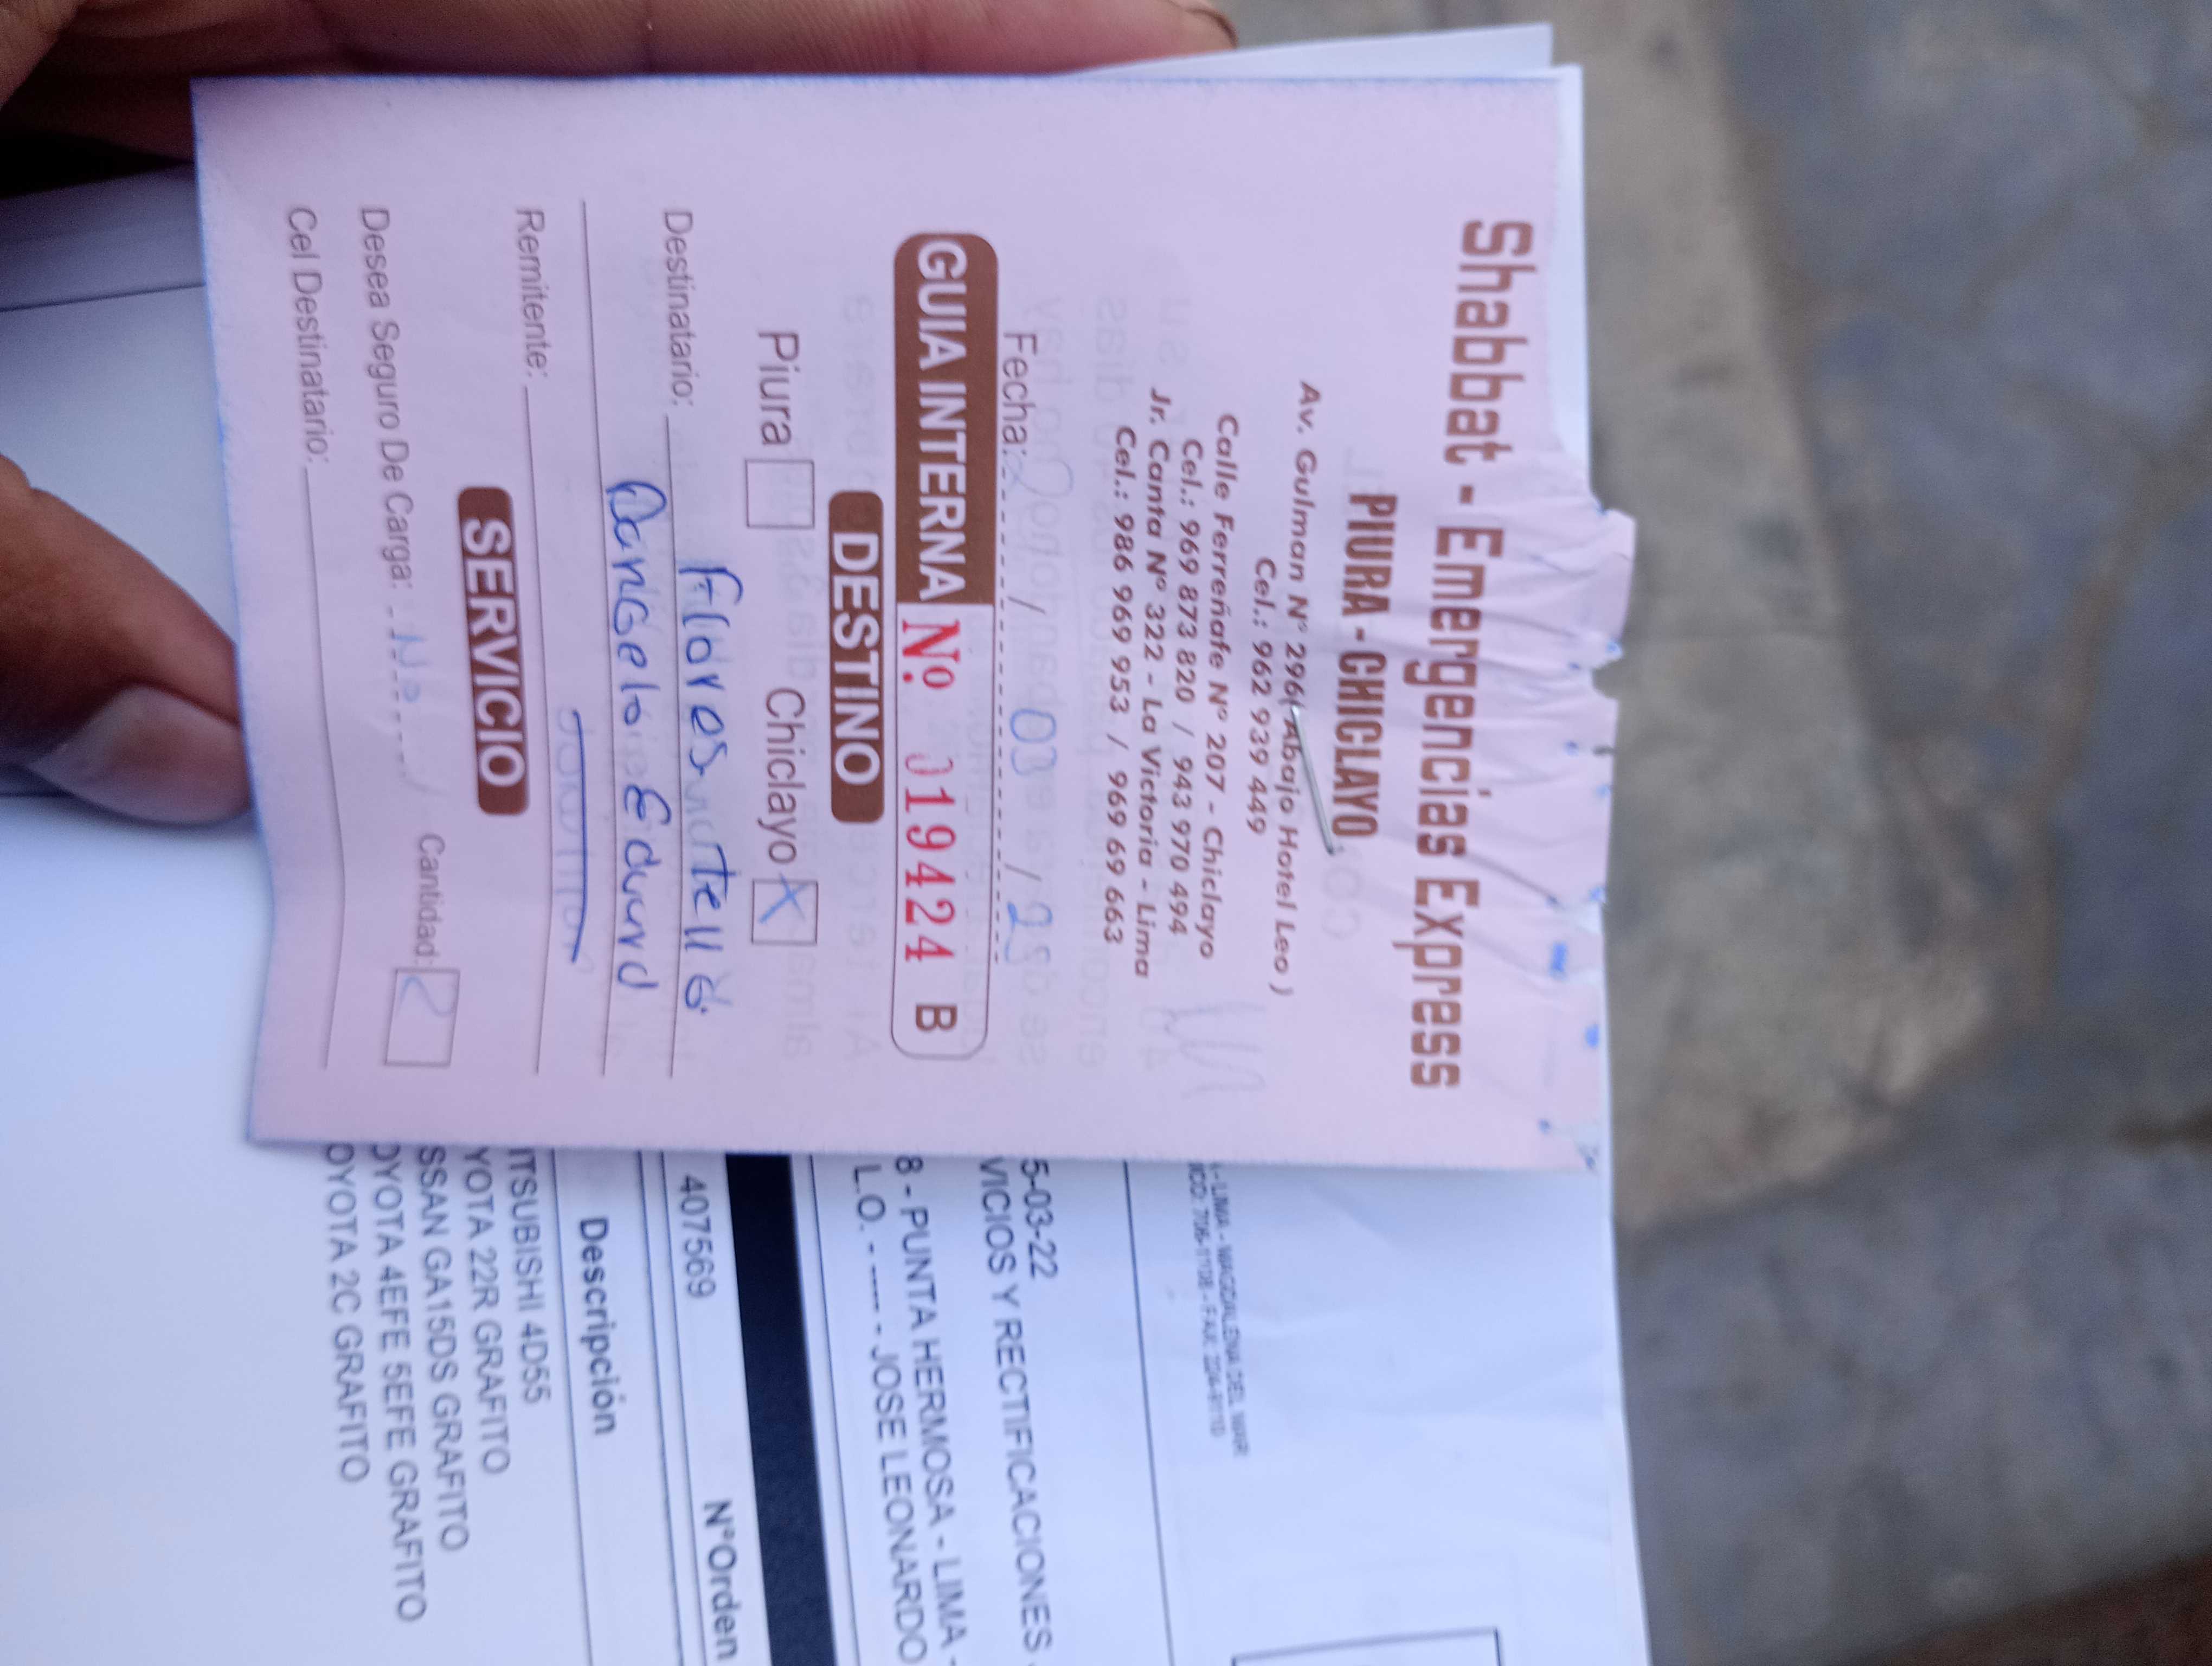 Shabbat - Emergencias Express
PIURA - CHICLAYO
Av. Gulman N° 296( Abajo Hotel Leo )
Cel.: 962 939 449
Calle Ferreñafe N° 207 - Chiclayo
Cel.: 969 873 820 / 943 970 494
Jr. Canta N° 322 - La Victoria - Lima
Cel.: 986 969 953 / 969 69 663
Fecha: / 03 /
GUIA INTERNA Nº 019424 B
DESTINO
Piura Chiclayo X
Destinatario: Flores
Eduard
Remitente:
SERVICIO
Desea Seguro De Carga: No Cantidad: 2
Cel Destinatario:
5-03-22
VICIOS Y RECTIFICACIONES
8 - PUNTA HERMOSA - LIMA -
L.O. - ---- - JOSE LEONARDO
N°Orden
407569
Descripción
ITSUBISHI 4D55
YOTA 22R GRAFITO
SSAN GA15DS GRAFITO
OYOTA 4EFE 5EFE GRAFITO
OYOTA 2C GRAFITO